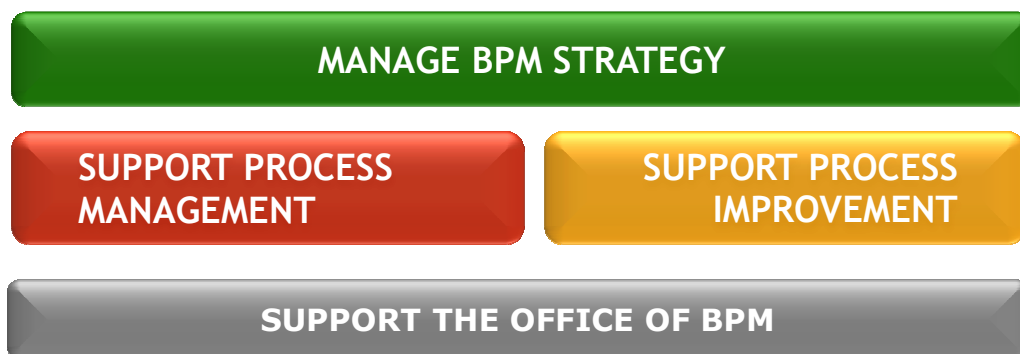 MANAGE BPM STRATEGY
SUPPORT PROCESS
MANAGEMENT
SUPPORT PROCESS
IMPROVEMENT
SUPPORT THE OFFICE OF BPM